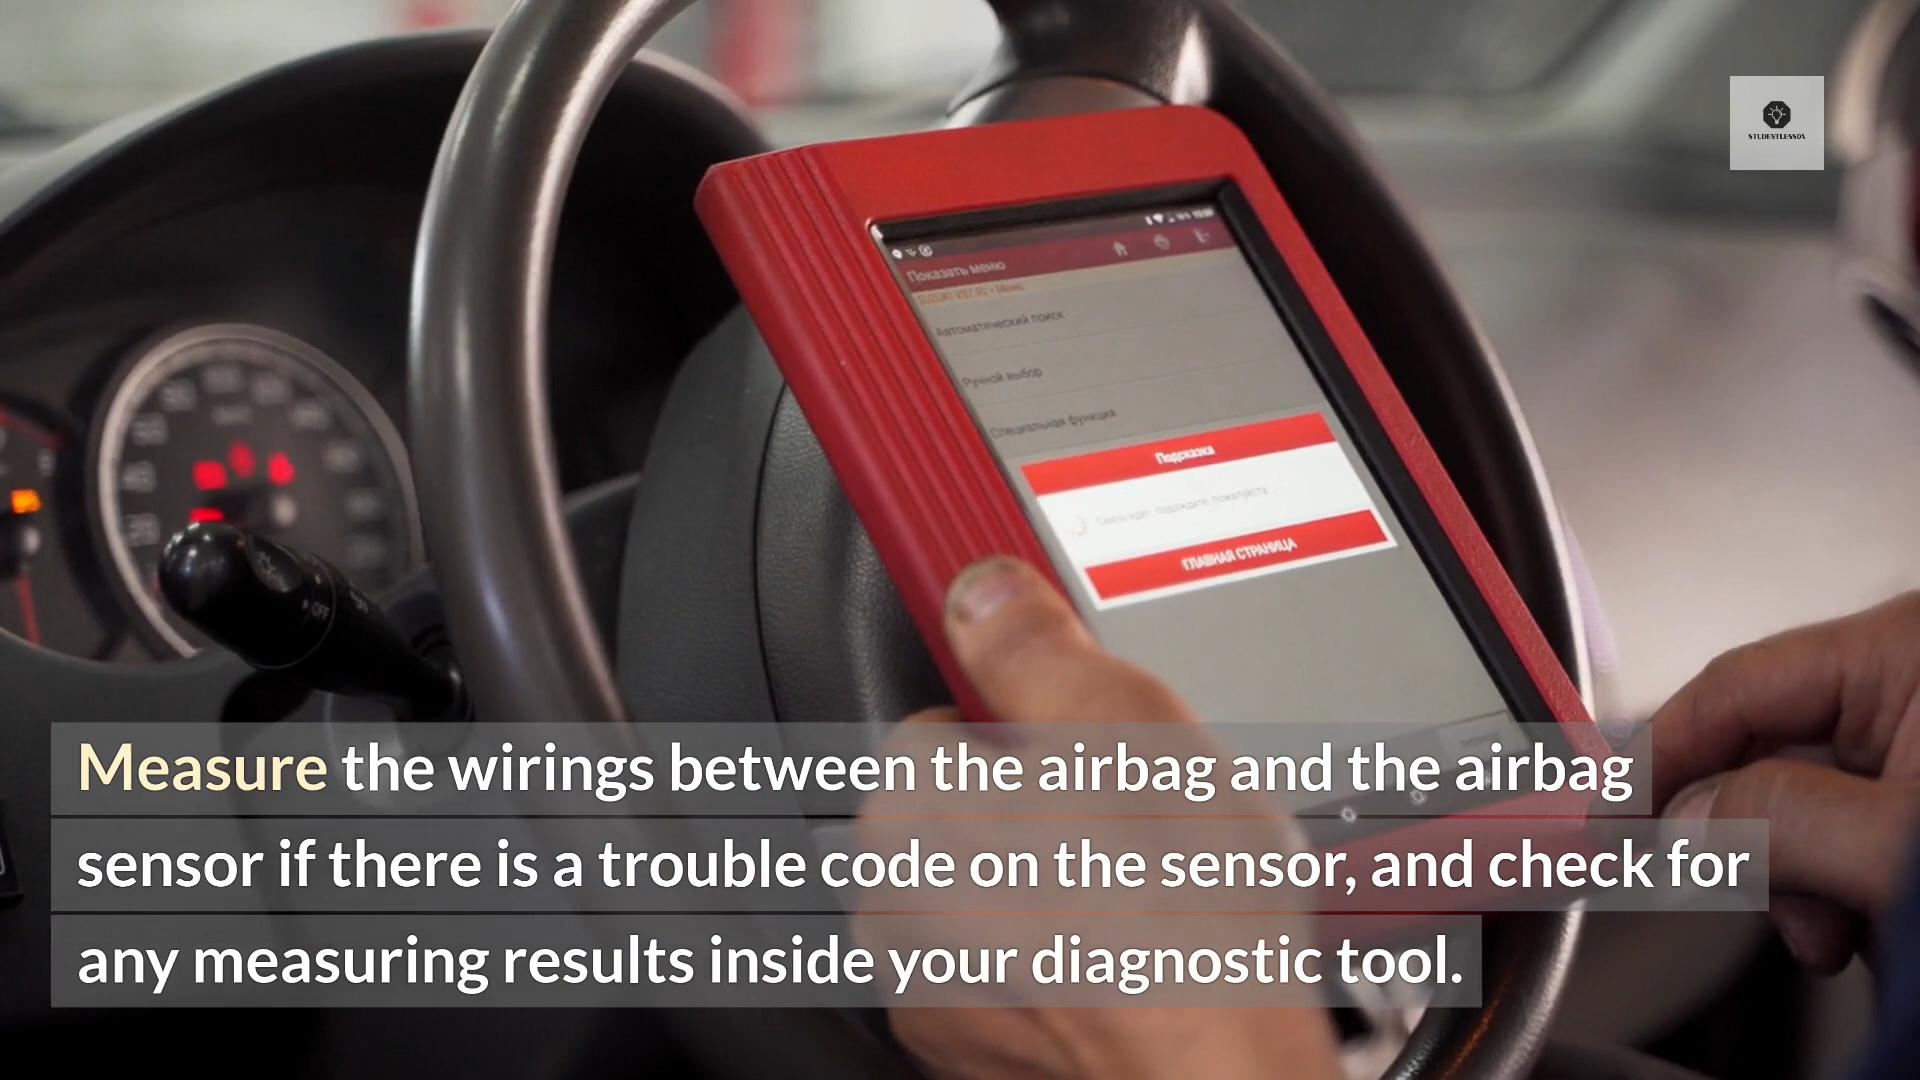 STUDENTLESSON
Показать меню
Автоматический поиск
Ручной выбор
Специальная функция
Подсказка
ГЛАВНАЯ СТРАНИЦА
OFF
Measure the wirings between the airbag and the airbag
sensor if there is a trouble code on the sensor, and check for
any measuring results inside your diagnostic tool.